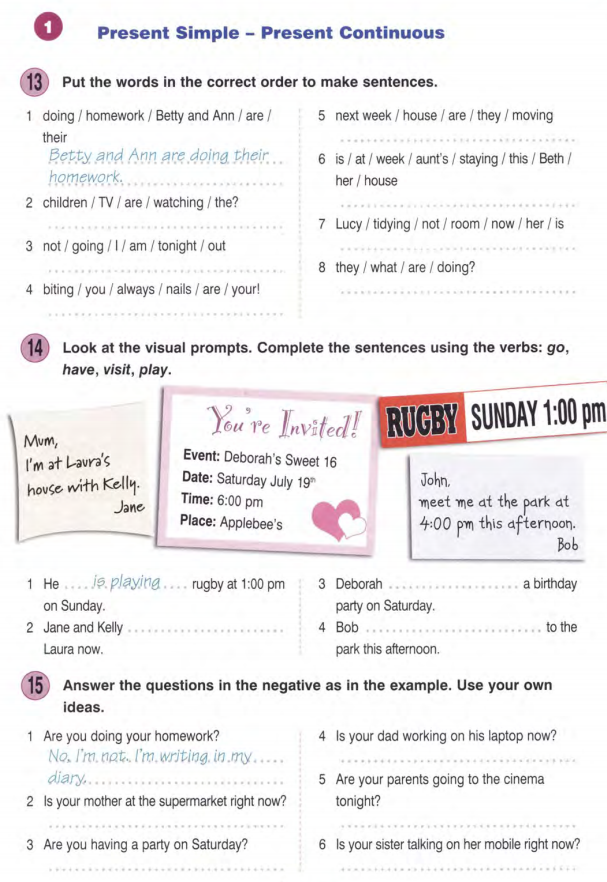 1
Present Simple – Present Continuous
13 Put the words in the correct order to make sentences.
1 doing / homework / Betty and Ann / are /
their
Betty and Ann are doing their
homework.
2 children / TV / are / watching / the?
3 not / going / I / am / tonight / out
4 biting / you / always / nails / are / your!
5 next week / house / are / they / moving
6 is / at / week / aunt's / staying / this / Beth /
her / house
7 Lucy / tidying / not / room / now / her / is
8 they / what / are / doing?
14 Look at the visual prompts. Complete the sentences using the verbs: go,
have, visit, play.
Mum,
I'm at Laura's
house with Kelly.
Jane
You're Invited!
Event: Deborah's Sweet 16
Date: Saturday July 19th
Time: 6:00 pm
Place: Applebee's
RUGBY SUNDAY 1:00 pm
John,
meet me at the park at
4:00 pm this afternoon.
Bob
1 He .... is playing .... rugby at 1:00 pm
on Sunday.
2 Jane and Kelly ..............................
Laura now.
3 Deborah .............................. a birthday
party on Saturday.
4 Bob .............................. to the
park this afternoon.
15 Answer the questions in the negative as in the example. Use your own
ideas.
1 Are you doing your homework?
No, I'm not. I'm writing in my
diary.
2 Is your mother at the supermarket right now?
3 Are you having a party on Saturday?
4 Is your dad working on his laptop now?
5 Are your parents going to the cinema
tonight?
6 Is your sister talking on her mobile right now?